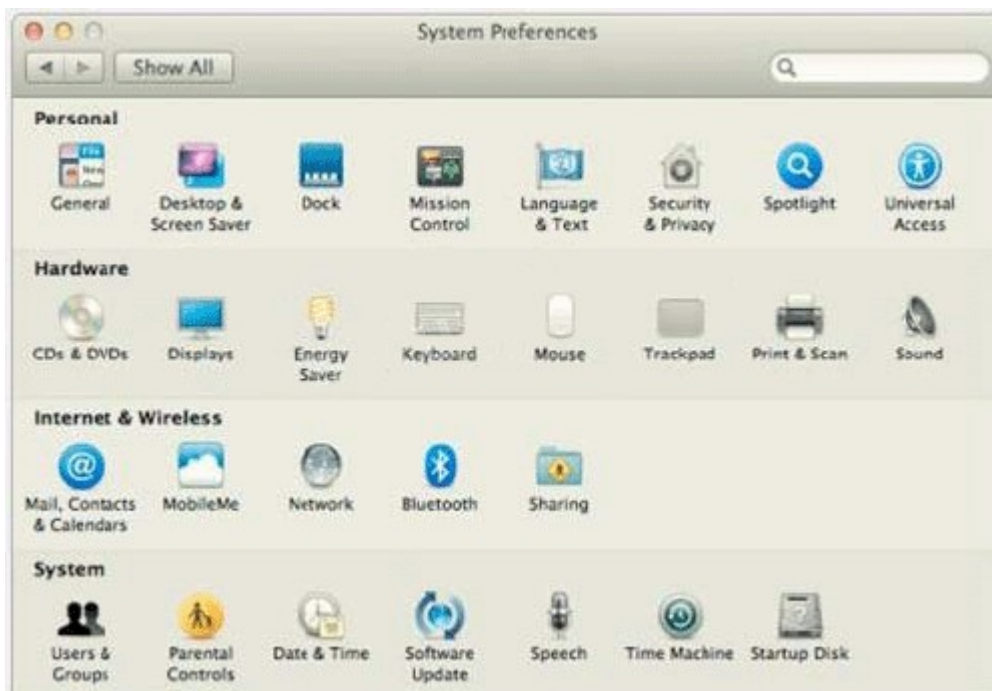 System Preferences
Show All
Personal
General
Desktop &
Screen Saver
Dock
Mission
Control
Language
& Text
Security
& Privacy
Spotlight
Universal
Access
Hardware
CDs & DVDs
Displays
Energy
Saver
Keyboard
Mouse
Trackpad
Print & Scan
Sound
Internet & Wireless
Mail, Contacts
& Calendars
MobileMe
Network
Bluetooth
Sharing
System
Users &
Groups
Parental
Controls
Date & Time
Software
Update
Speech
Time Machine
Startup Disk